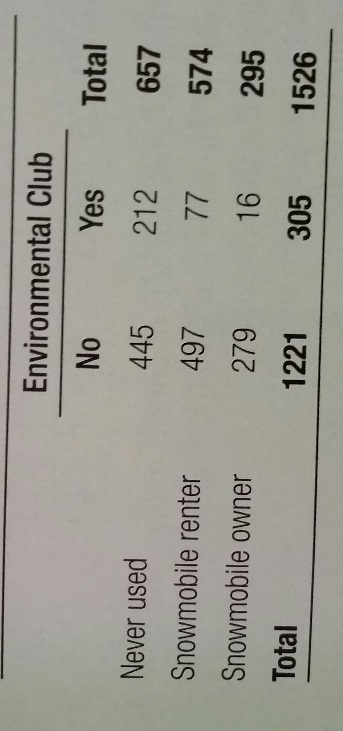 Environmental Club
No Yes Total
Never used 445 212 657
Snowmobile renter 497 77 574
Snowmobile owner 279 16 295
Total 1221 305 1526